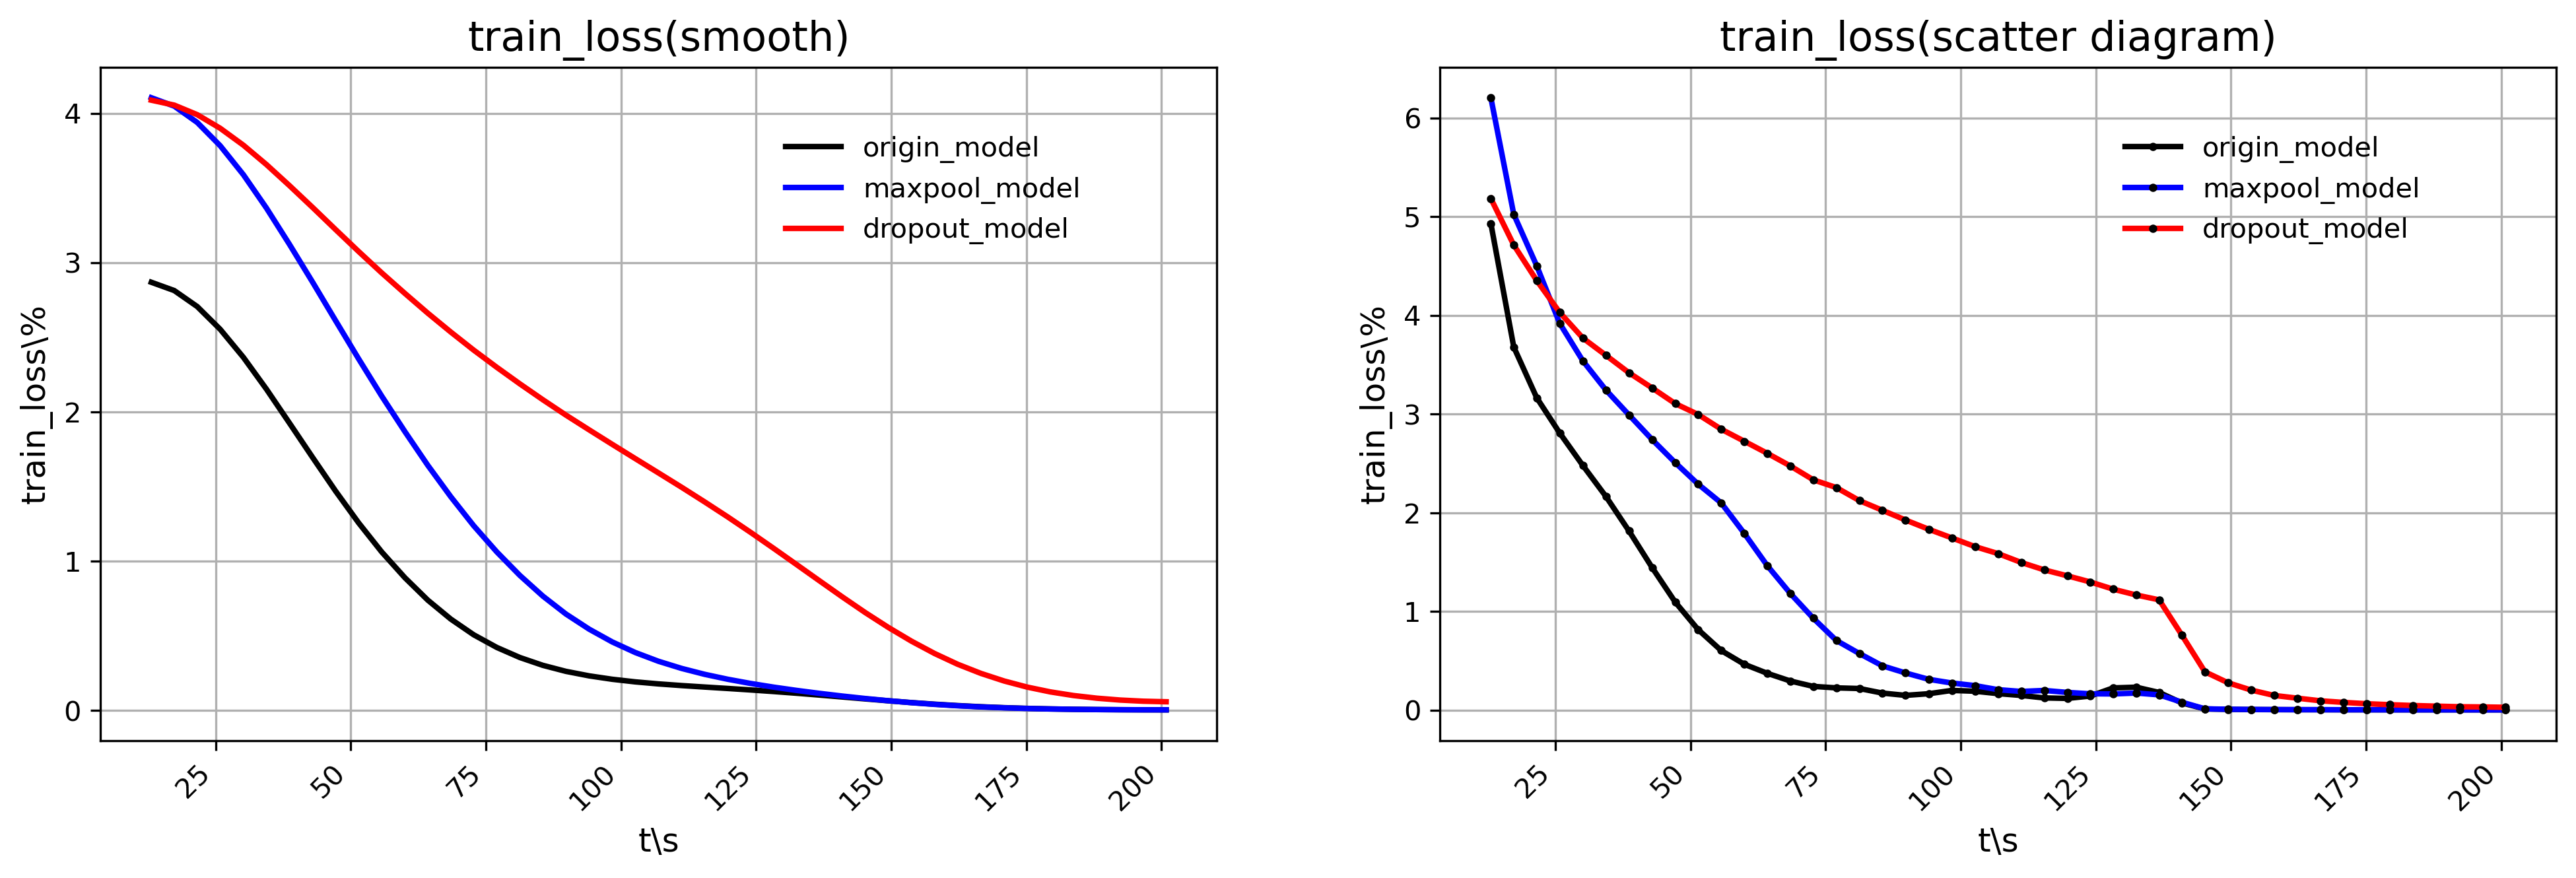 train_loss(smooth)
train_loss\%
4
3
2
1
0
origin_model
maxpool_model
dropout_model
25
50
75
100
125
150
175
200
t\s
train_loss(scatter diagram)
train_loss\%
6
5
4
3
2
1
0
origin_model
maxpool_model
dropout_model
25
50
75
100
125
150
175
200
t\s